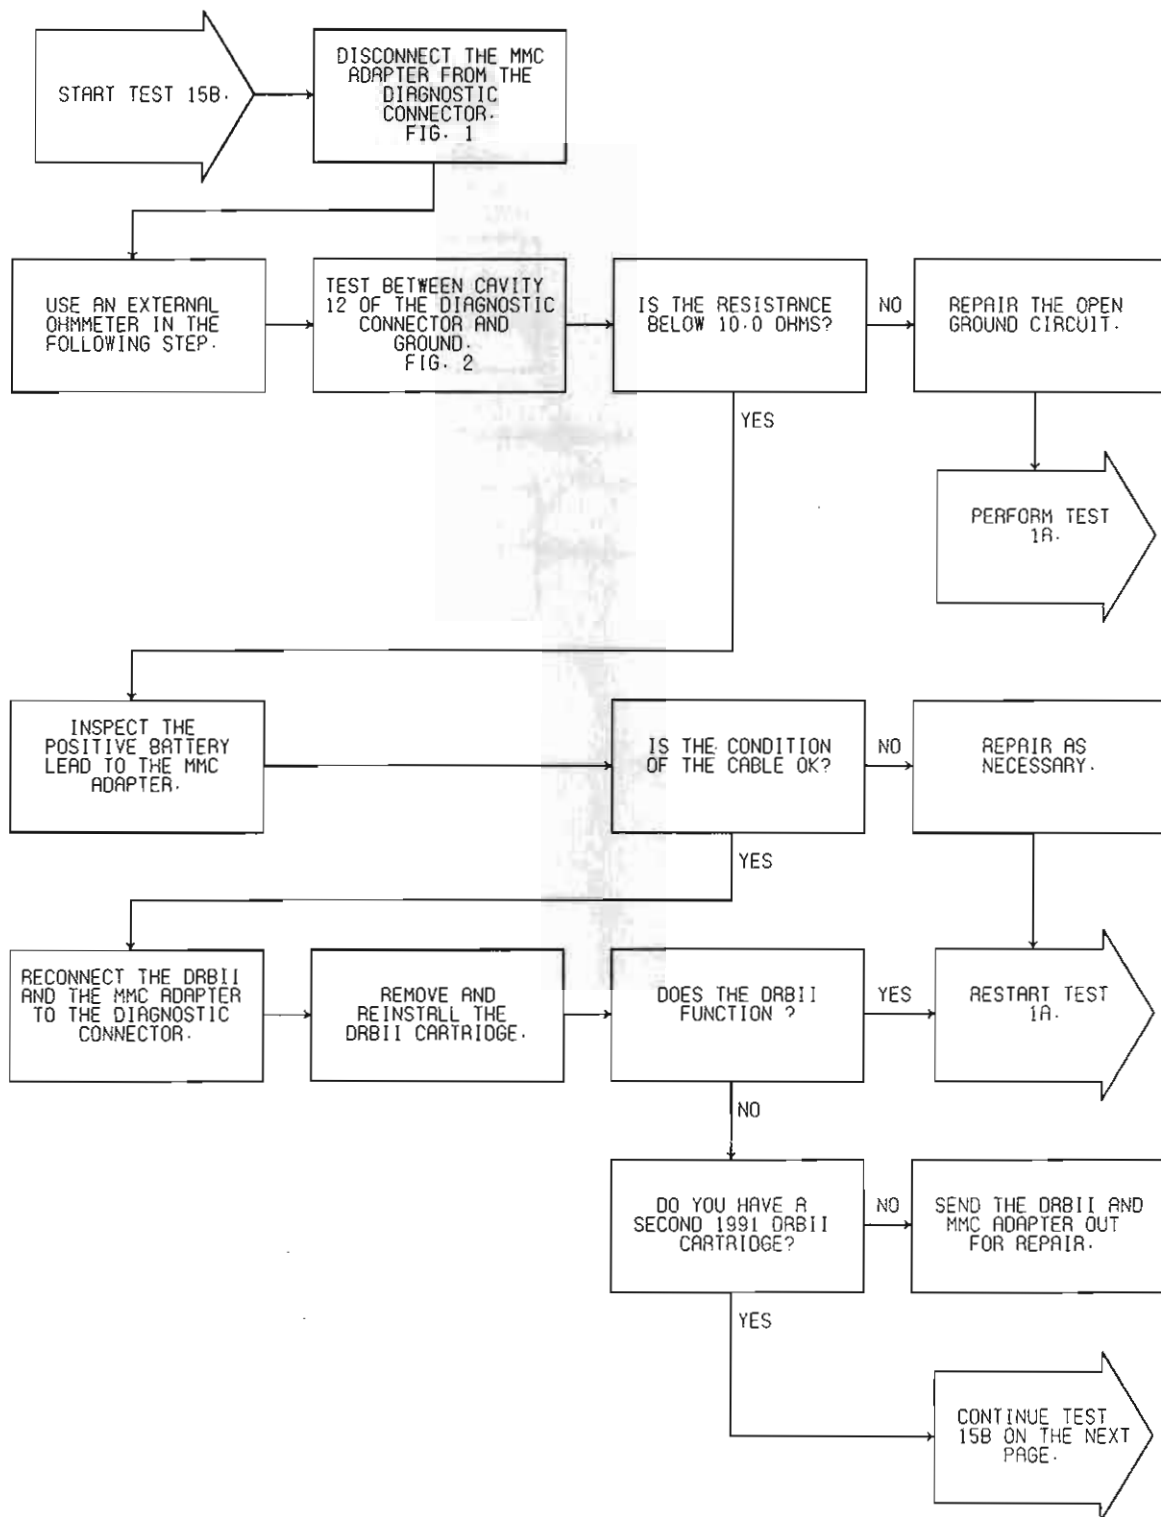 START TEST 15B.
DISCONNECT THE MMC
ADAPTER FROM THE
DIAGNOSTIC
CONNECTOR.
FIG. 1
USE AN EXTERNAL
OHMMETER IN THE
FOLLOWING STEP.
TEST BETWEEN CAVITY
12 OF THE DIAGNOSTIC
CONNECTOR AND
GROUND.
FIG. 2
IS THE RESISTANCE
BELOW 10.0 OHMS?
NO
REPAIR THE OPEN
GROUND CIRCUIT.
YES
PERFORM TEST
1A.
INSPECT THE
POSITIVE BATTERY
LEAD TO THE MMC
ADAPTER.
IS THE CONDITION
OF THE CABLE OK?
NO
REPAIR AS
NECESSARY.
YES
RECONNECT THE DRBII
AND THE MMC ADAPTER
TO THE DIAGNOSTIC
CONNECTOR.
REMOVE AND
REINSTALL THE
DRBII CARTRIDGE.
DOES THE DRBII
FUNCTION ?
YES
RESTART TEST
1A.
NO
DO YOU HAVE A
SECOND 1991 DRBII
CARTRIDGE?
NO
SEND THE DRBII AND
MMC ADAPTER OUT
FOR REPAIR.
YES
CONTINUE TEST
15B ON THE NEXT
PAGE.